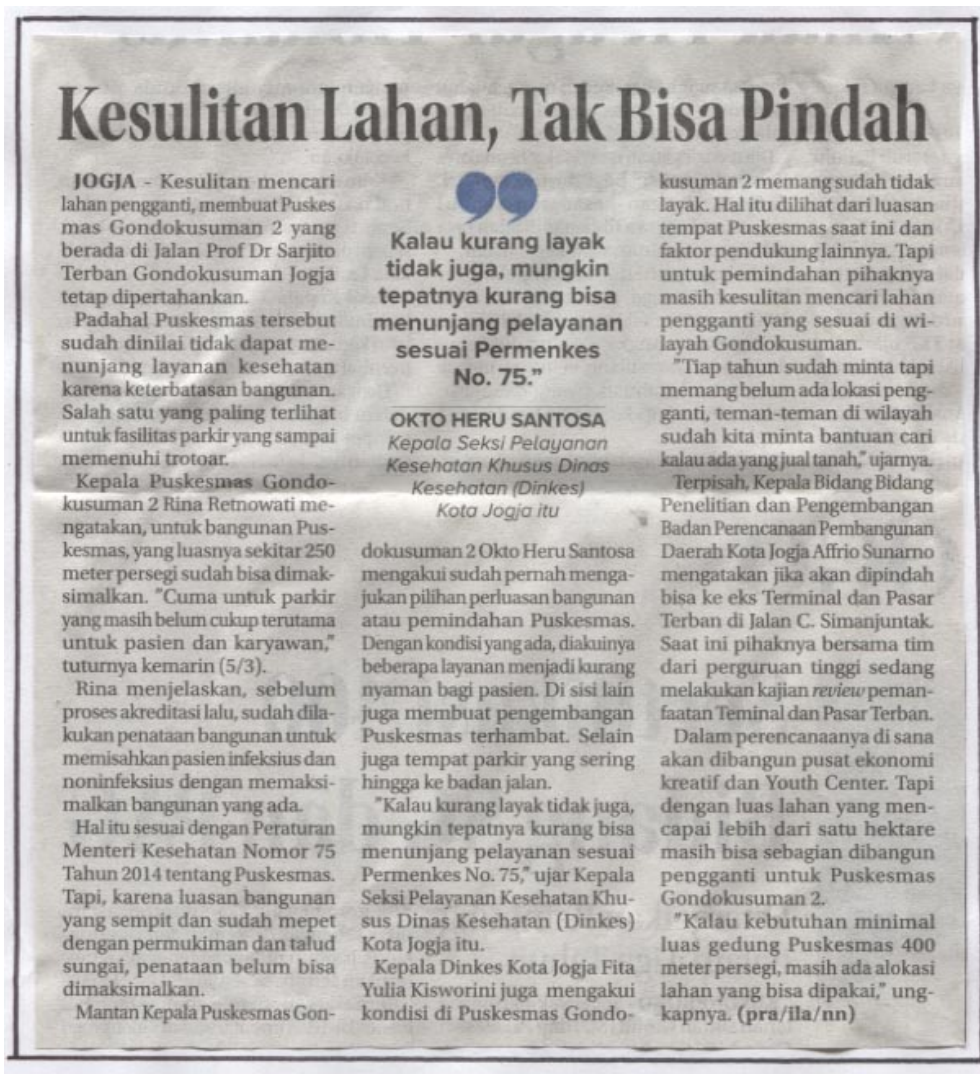 Kesulitan Lahan, Tak Bisa Pindah
JOGJA - Kesulitan mencari
lahan pengganti, membuat Puskes
mas Gondokusuman 2 yang
berada di Jalan Prof Dr Sarjito
Terban Gondokusuman Jogja
tetap dipertahankan.
Padahal Puskesmas tersebut
sudah dinilai tidak dapat me-
nunjang layanan kesehatan
karena keterbatasan bangunan.
Salah satu yang paling terlihat
untuk fasilitas parkir yang sampai
memenuhi trotoar.
Kepala Puskesmas Gondo-
kusuman 2 Rina Retnowati me-
ngatakan, untuk bangunan Pus-
kesmas, yang luasnya sekitar 250
meter persegi sudah bisa dimak-
simalkan. "Cuma untuk parkir
yang masih belum cukup terutama
untuk pasien dan karyawan,"
tuturnya kemarin (5/3).
Rina menjelaskan, sebelum
proses akreditasi lalu, sudah dila-
kukan penataan bangunan untuk
memisahkan pasien infeksius dan
noninfeksius dengan memaksi-
malkan bangunan yang ada.
Hal itu sesuai dengan Peraturan
Menteri Kesehatan Nomor 75
Tahun 2014 tentang Puskesmas.
Tapi, karena luasan bangunan
yang sempit dan sudah mepet
dengan permukiman dan talud
sungai, penataan belum bisa
dimaksimalkan.
Mantan Kepala Puskesmas Gon-
Kalau kurang layak
tidak juga, mungkin
tepatnya kurang bisa
menunjang pelayanan
sesuai Permenkes
No. 75."
OKTO HERU SANTOSA
Kepala Seksi Pelayanan
Kesehatan Khusus Dinas
Kesehatan (Dinkes)
Kota Jogja itu
dokusuman 2 Okto Heru Santosa
mengakui sudah pernah menga-
jukan pilihan perluasan bangunan
atau pemindahan Puskesmas.
Dengan kondisi yang ada, diakuinya
beberapa layanan menjadi kurang
nyaman bagi pasien. Di sisi lain
juga membuat pengembangan
Puskesmas terhambat. Selain
juga tempat parkir yang sering
hingga ke badan jalan.
"Kalau kurang layak tidak juga,
mungkin tepatnya kurang bisa
menunjang pelayanan sesuai
Permenkes No. 75," ujar Kepala
Seksi Pelayanan Kesehatan Khu-
sus Dinas Kesehatan (Dinkes)
Kota Jogja itu.
Kepala Dinkes Kota Jogja Fita
Yulia Kisworini juga mengakui
kondisi di Puskesmas Gondo-
kusuman 2 memang sudah tidak
layak. Hal itu dilihat dari luasan
tempat Puskesmas saat ini dan
faktor pendukung lainnya. Tapi
untuk pemindahan pihaknya
masih kesulitan mencari lahan
pengganti yang sesuai di wi-
layah Gondokusuman.
"Tiap tahun sudah minta tapi
memang belum ada lokasi peng-
ganti, teman-teman di wilayah
sudah kita minta bantuan cari
kalau ada yang jual tanah," ujarnya.
Terpisah, Kepala Bidang Bidang
Penelitian dan Pengembangan
Badan Perencanaan Pembangunan
Daerah Kota Jogja Affrio Sunarno
mengatakan jika akan dipindah
bisa ke eks Terminal dan Pasar
Terban di Jalan C. Simanjuntak.
Saat ini pihaknya bersama tim
dari perguruan tinggi sedang
melakukan kajian review peman-
faatan Teminal dan Pasar Terban.
Dalam perencanaanya di sana
akan dibangun pusat ekonomi
kreatif dan Youth Center. Tapi
dengan luas lahan yang men-
capai lebih dari satu hektare
masih bisa sebagian dibangun
pengganti untuk Puskesmas
Gondokusuman 2.
"Kalau kebutuhan minimal
luas gedung Puskesmas 400
meter persegi, masih ada alokasi
lahan yang bisa dipakai," ung-
kapnya. (pra/ila/nn)